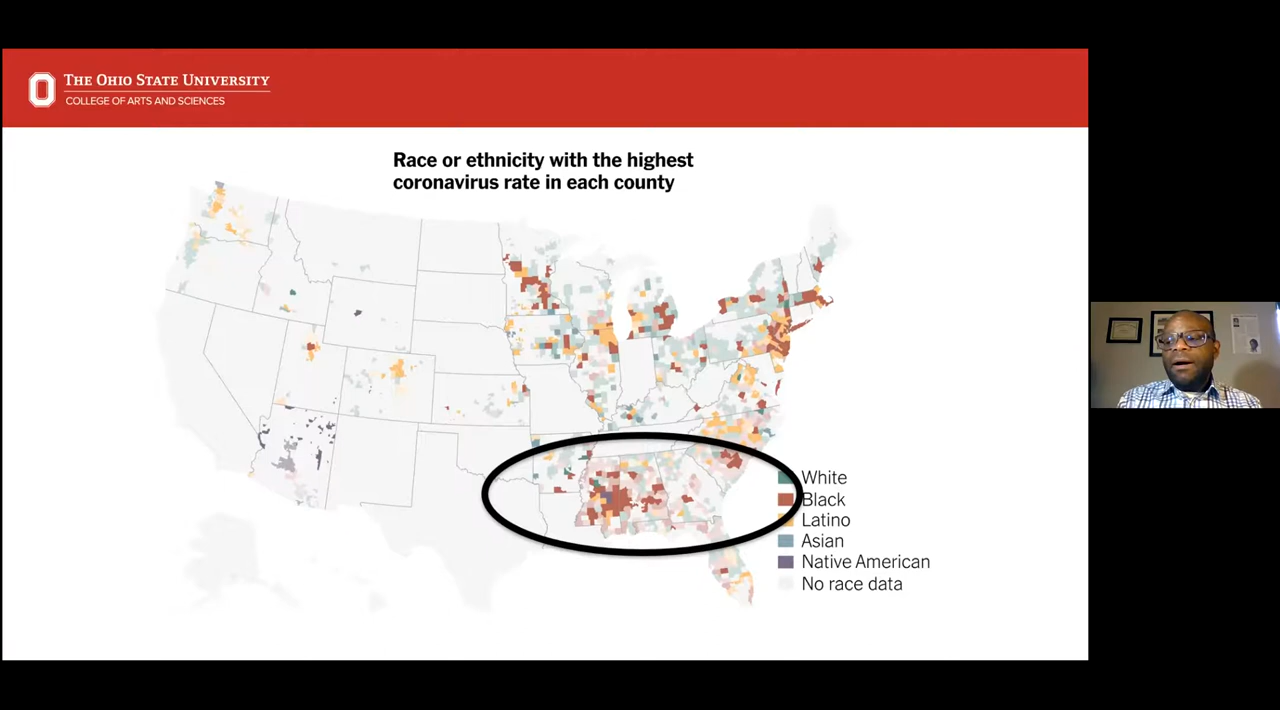 THE OHIO STATE UNIVERSITY
COLLEGE OF ARTS AND SCIENCES
Race or ethnicity with the highest
coronavirus rate in each county
White
Black
Latino
Asian
Native American
No race data